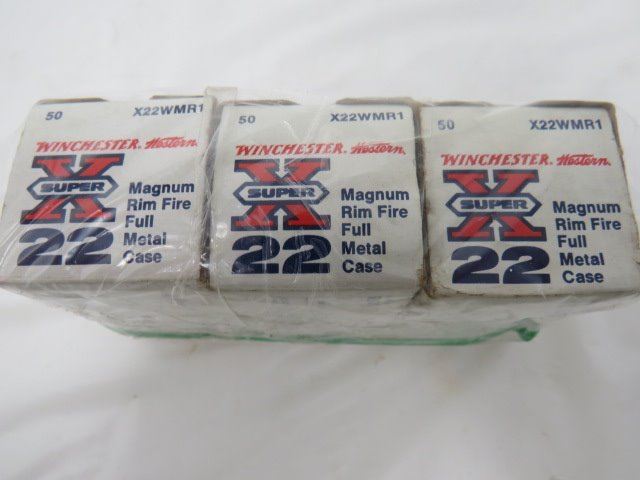 50 X22WMR1
WINCHESTER Western
X SUPER
22
Magnum
Rim Fire
Full
Metal
Case
50 X22WMR1
WINCHESTER Western
X SUPER
22
Magnum
Rim Fire
Full
Metal
Case
50 X22WMR1
WINCHESTER Western
X SUPER
22
Magnum
Rim Fire
Full
Metal
Case